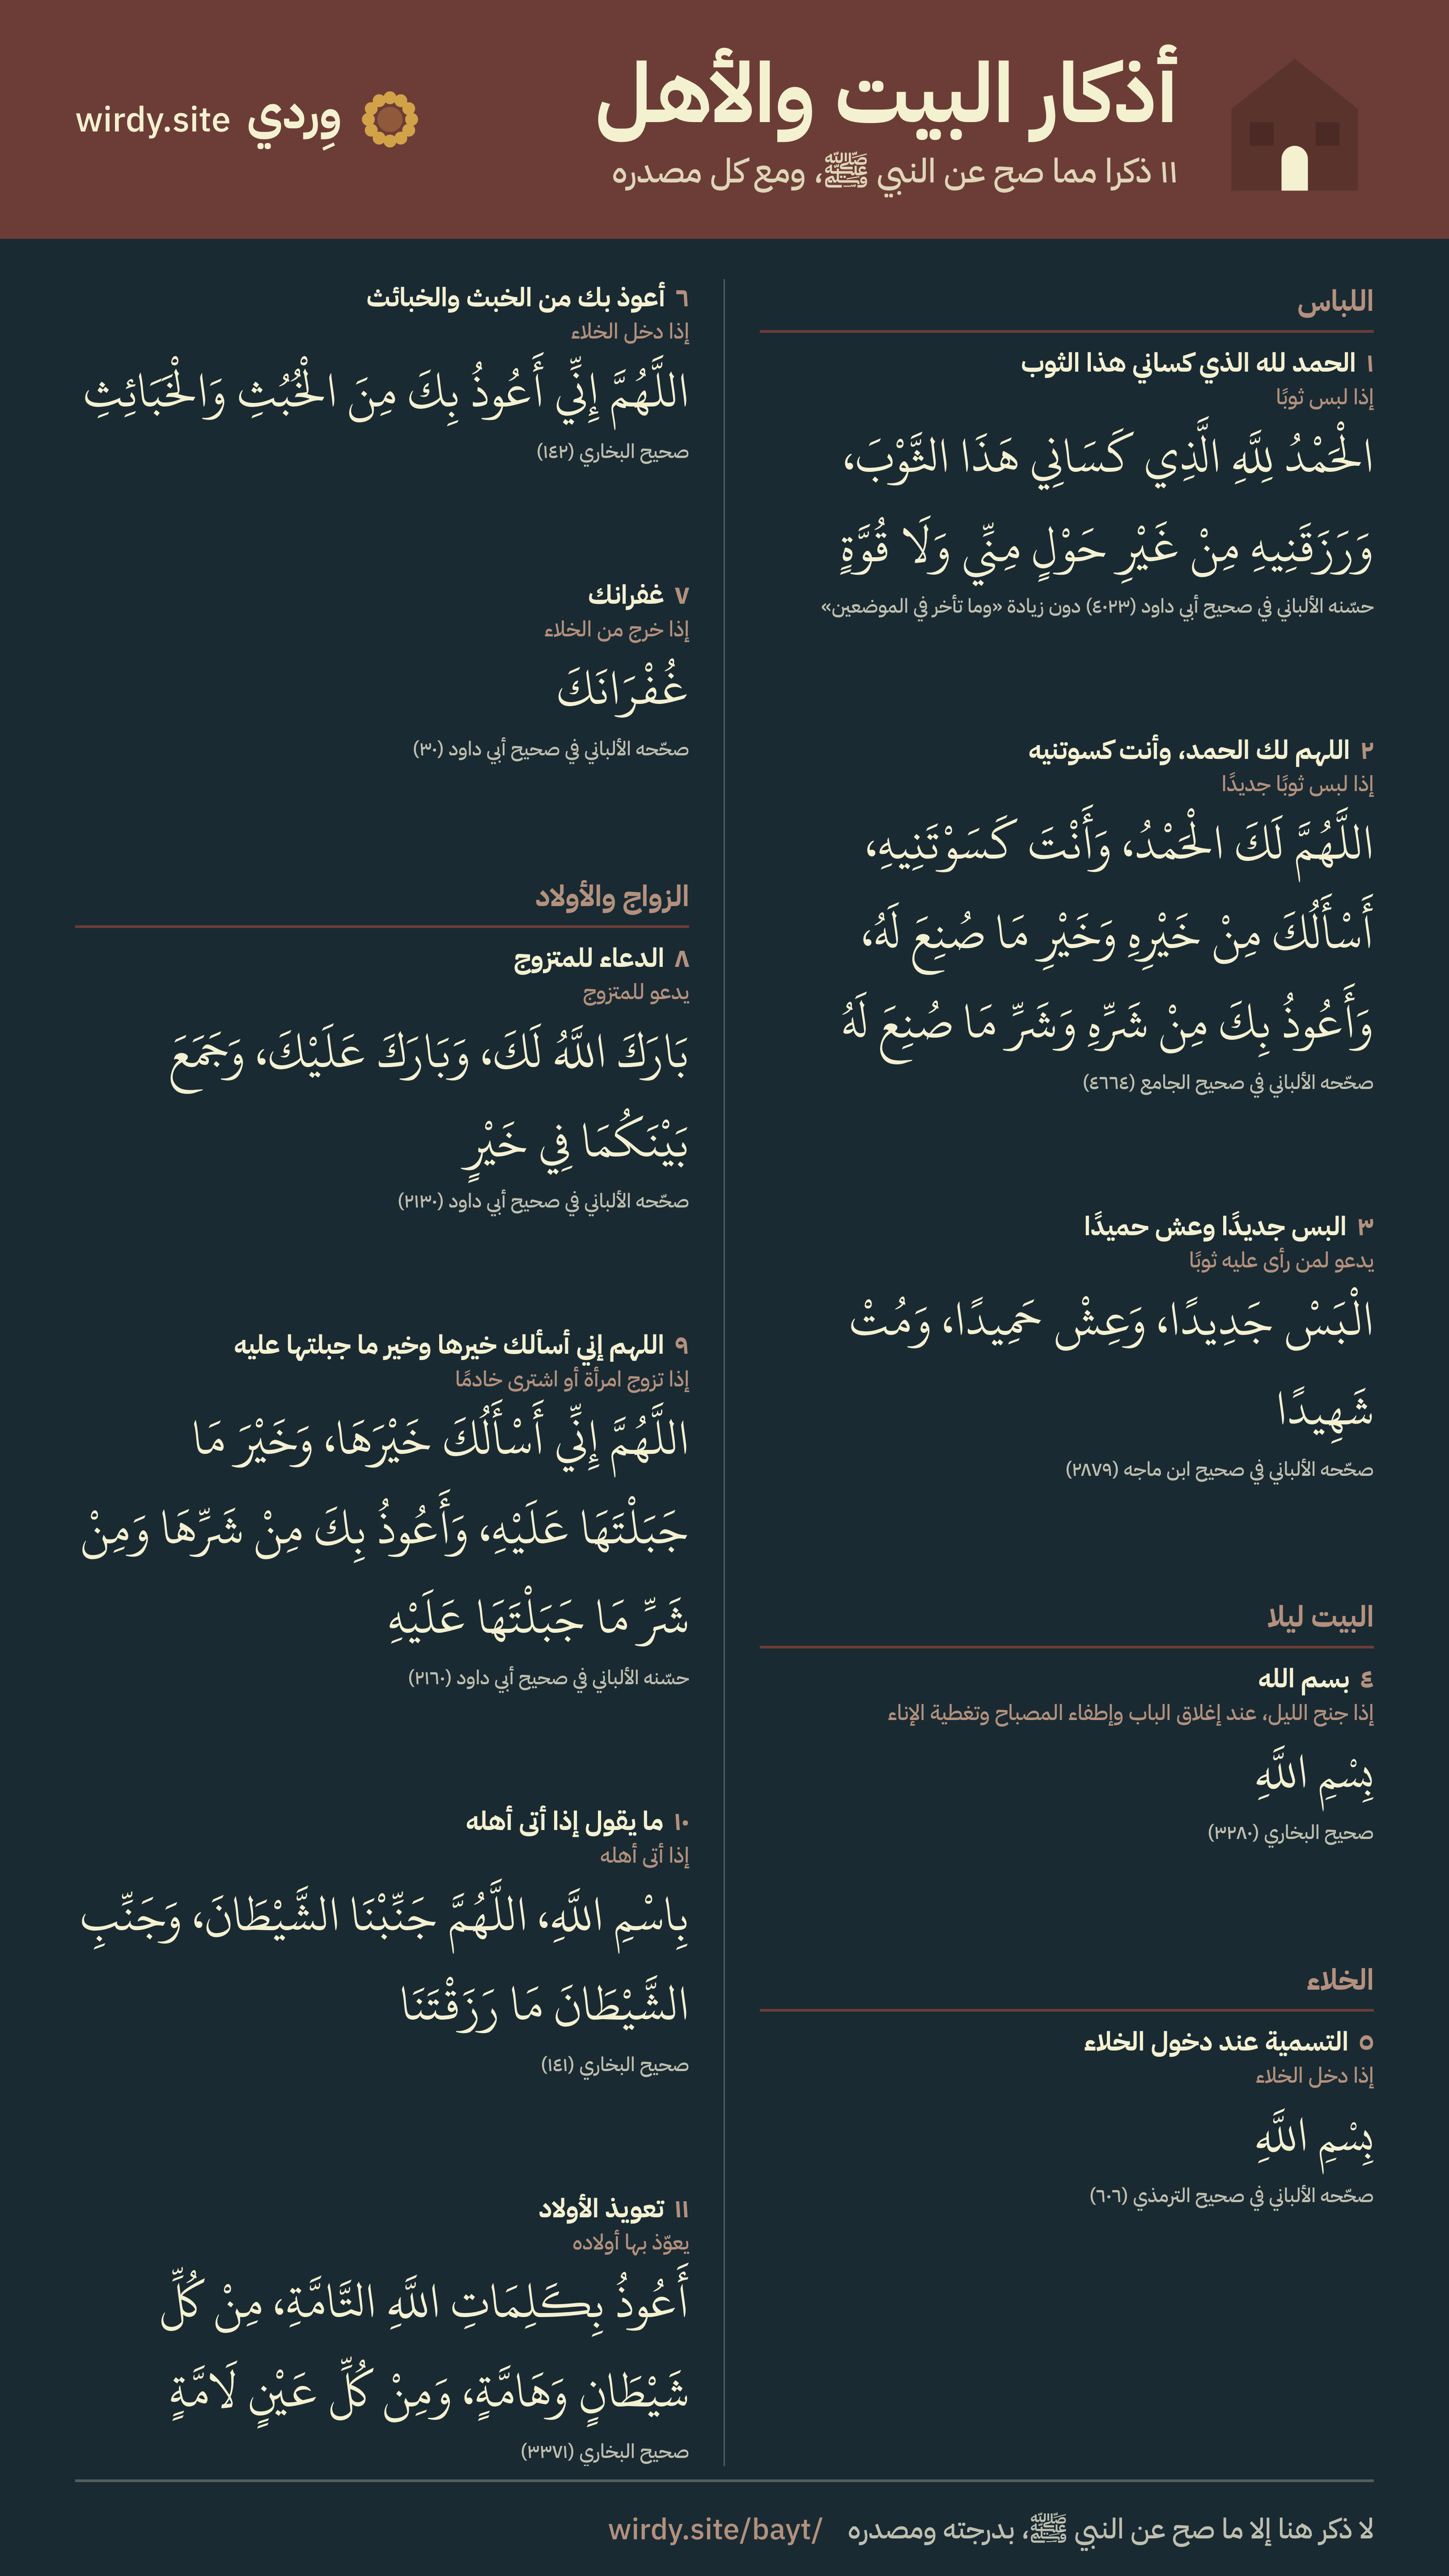 أذكار البيت والأهل
١١ ذكرا مما صح عن النبي ﷺ، ومع كل مصدره
وِردي wirdy.site
اللباس
١ الحمد لله الذي كساني هذا الثوب
إذا لبس ثوبًا
الْحَمْدُ لِلَّهِ الَّذِي كَسَانِي هَذَا الثَّوْبَ،
وَرَزَقَنِيهِ مِنْ غَيْرِ حَوْلٍ مِنِّي وَلَا قُوَّةٍ
حسّنه الألباني في صحيح أبي داود (٤٠٢٣) دون زيادة «وما تأخر في الموضعين»
٢ اللهم لك الحمد، وأنت كسوتنيه
إذا لبس ثوبًا جديدًا
اللَّهُمَّ لَكَ الْحَمْدُ، وَأَنْتَ كَسَوْتَنِيهِ،
أَسْأَلُكَ مِنْ خَيْرِهِ وَخَيْرِ مَا صُنِعَ لَهُ،
وَأَعُوذُ بِكَ مِنْ شَرِّهِ وَشَرِّ مَا صُنِعَ لَهُ
صحّحه الألباني في صحيح الجامع (٤٦٦٤)
٣ البس جديدًا وعش حميدًا
يدعو لمن رأى عليه ثوبًا
الْبَسْ جَدِيدًا، وَعِشْ حَمِيدًا، وَمُتْ
شَهِيدًا
صحّحه الألباني في صحيح ابن ماجه (٢٨٧٩)
البيت ليلا
٤ بسم الله
إذا جنح الليل، عند إغلاق الباب وإطفاء المصباح وتغطية الإناء
بِسْمِ اللَّهِ
صحيح البخاري (٣٢٨٠)
الخلاء
٥ التسمية عند دخول الخلاء
إذا دخل الخلاء
بِسْمِ اللَّهِ
صحّحه الألباني في صحيح الترمذي (٦٠٦)
٦ أعوذ بك من الخبث والخبائث
إذا دخل الخلاء
اللَّهُمَّ إِنِّي أَعُوذُ بِكَ مِنَ الْخُبُثِ وَالْخَبَائِثِ
صحيح البخاري (١٤٢)
٧ غفرانك
إذا خرج من الخلاء
غُفْرَانَكَ
صحّحه الألباني في صحيح أبي داود (٣٠)
الزواج والأولاد
٨ الدعاء للمتزوج
يدعو للمتزوج
بَارَكَ اللَّهُ لَكَ، وَبَارَكَ عَلَيْكَ، وَجَمَعَ
بَيْنَكُمَا فِي خَيْرٍ
صحّحه الألباني في صحيح أبي داود (٢١٣٠)
٩ اللهم إني أسألك خيرها وخير ما جبلتها عليه
إذا تزوج امرأة أو اشترى خادمًا
اللَّهُمَّ إِنِّي أَسْأَلُكَ خَيْرَهَا، وَخَيْرَ مَا
جَبَلْتَهَا عَلَيْهِ، وَأَعُوذُ بِكَ مِنْ شَرِّهَا وَمِنْ
شَرِّ مَا جَبَلْتَهَا عَلَيْهِ
حسّنه الألباني في صحيح أبي داود (٢١٦٠)
١٠ ما يقول إذا أتى أهله
إذا أتى أهله
بِاسْمِ اللَّهِ، اللَّهُمَّ جَنِّبْنَا الشَّيْطَانَ، وَجَنِّبِ
الشَّيْطَانَ مَا رَزَقْتَنَا
صحيح البخاري (١٤١)
١١ تعويذ الأولاد
يعوّذ بها أولاده
أَعُوذُ بِكَلِمَاتِ اللَّهِ التَّامَّةِ، مِنْ كُلِّ
شَيْطَانٍ وَهَامَّةٍ، وَمِنْ كُلِّ عَيْنٍ لَامَّةٍ
صحيح البخاري (٣٣٧١)
لا ذكر هنا إلا ما صح عن النبي ﷺ، بدرجته ومصدره wirdy.site/bayt/